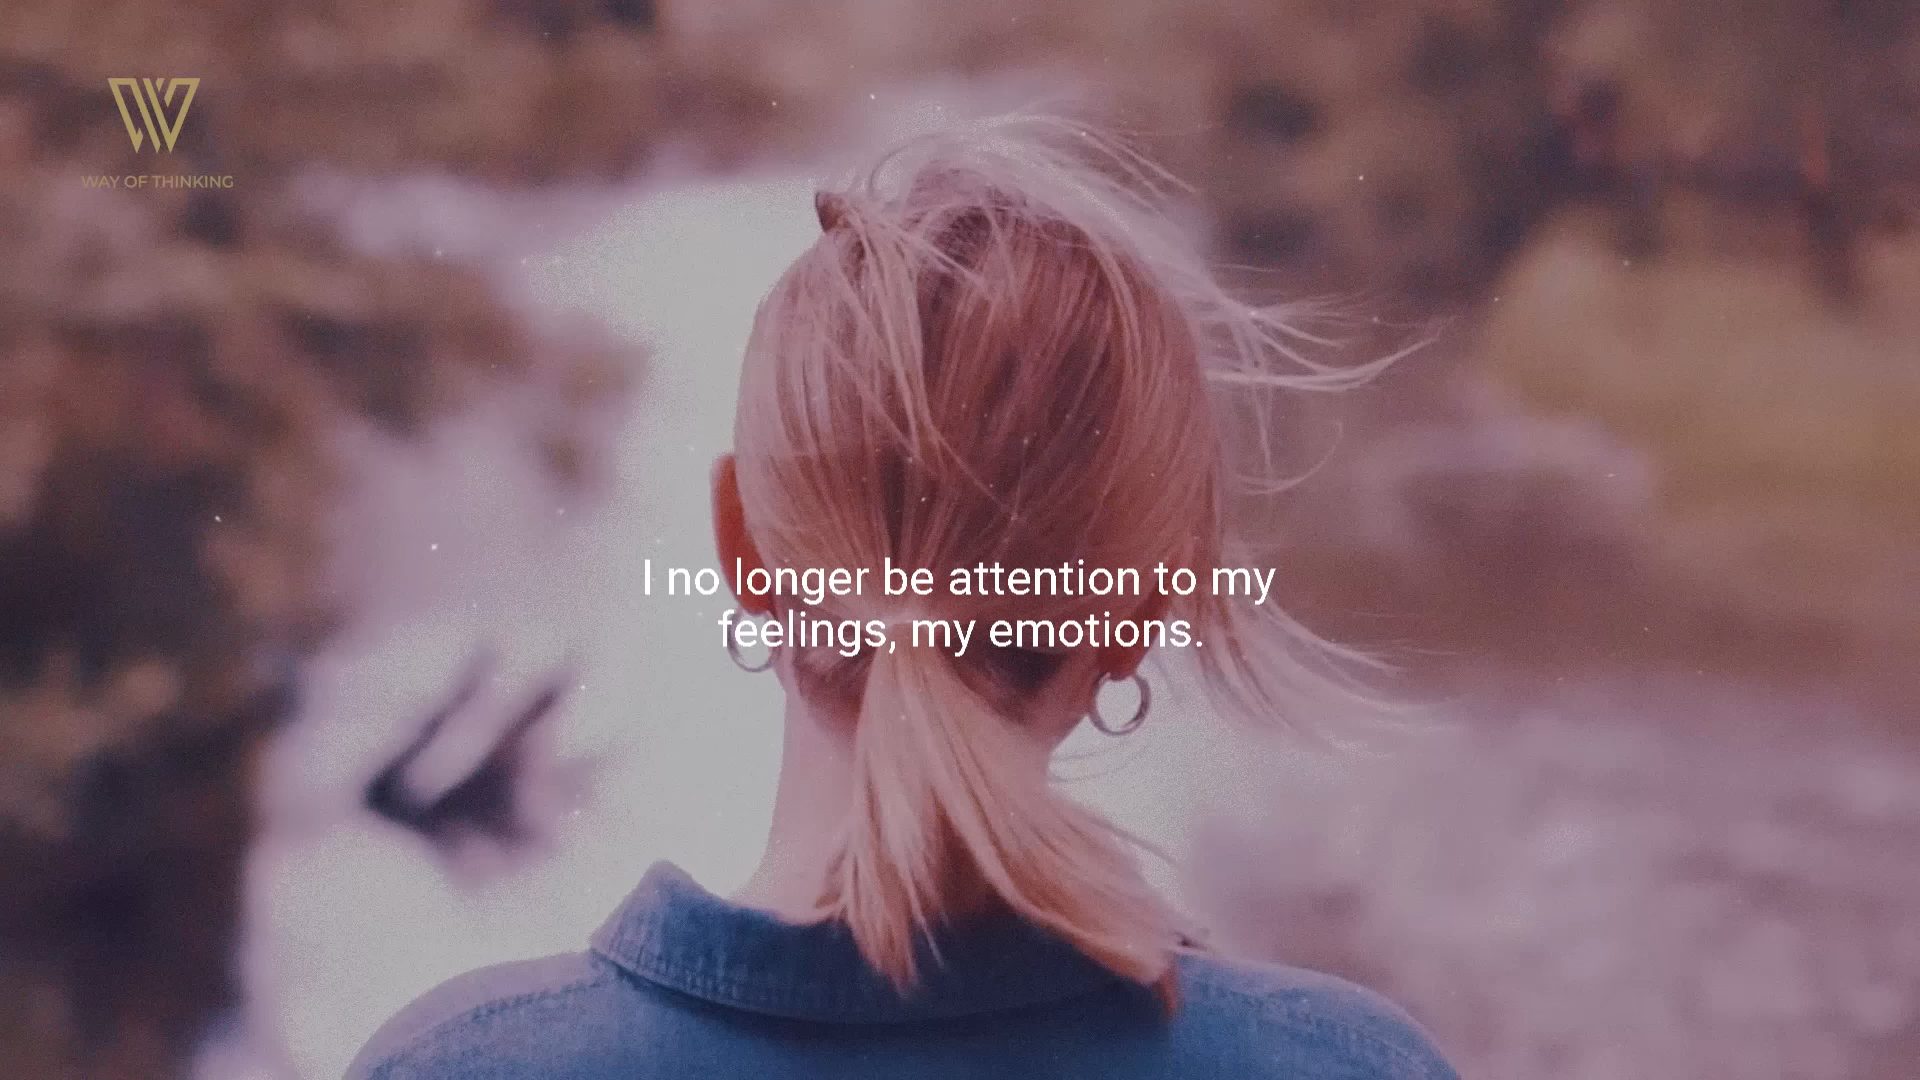 WAY OF THINKING
I no longer be attention to my
feelings, my emotions.